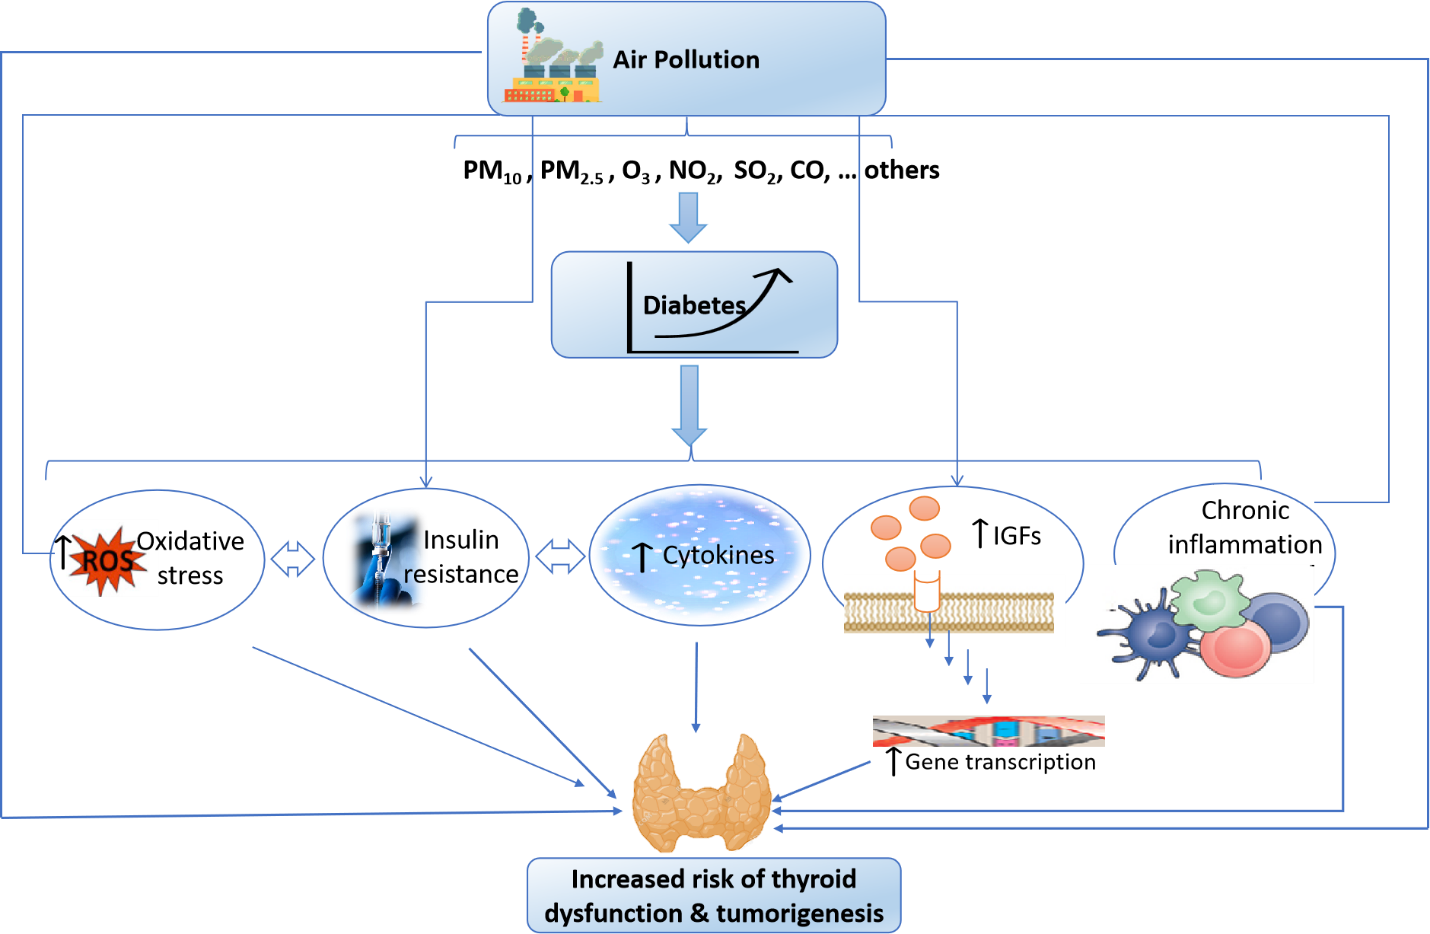 Air Pollution
PM10 , PM2.5 , O3 , NO2, SO2, CO, ... others
Diabetes
↑ ROS Oxidative
stress
Insulin
resistance
↑ Cytokines
↑ IGFs
Chronic
inflammation
↑ Gene transcription
Increased risk of thyroid
dysfunction & tumorigenesis